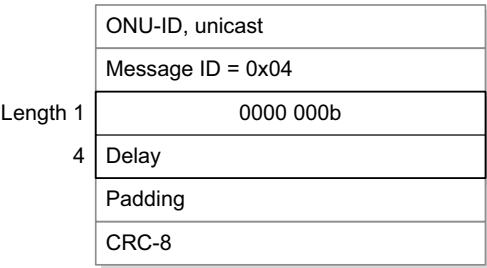 ONU-ID, unicast
Message ID = 0x04
Length 1 0000 000b
4 Delay
Padding
CRC-8